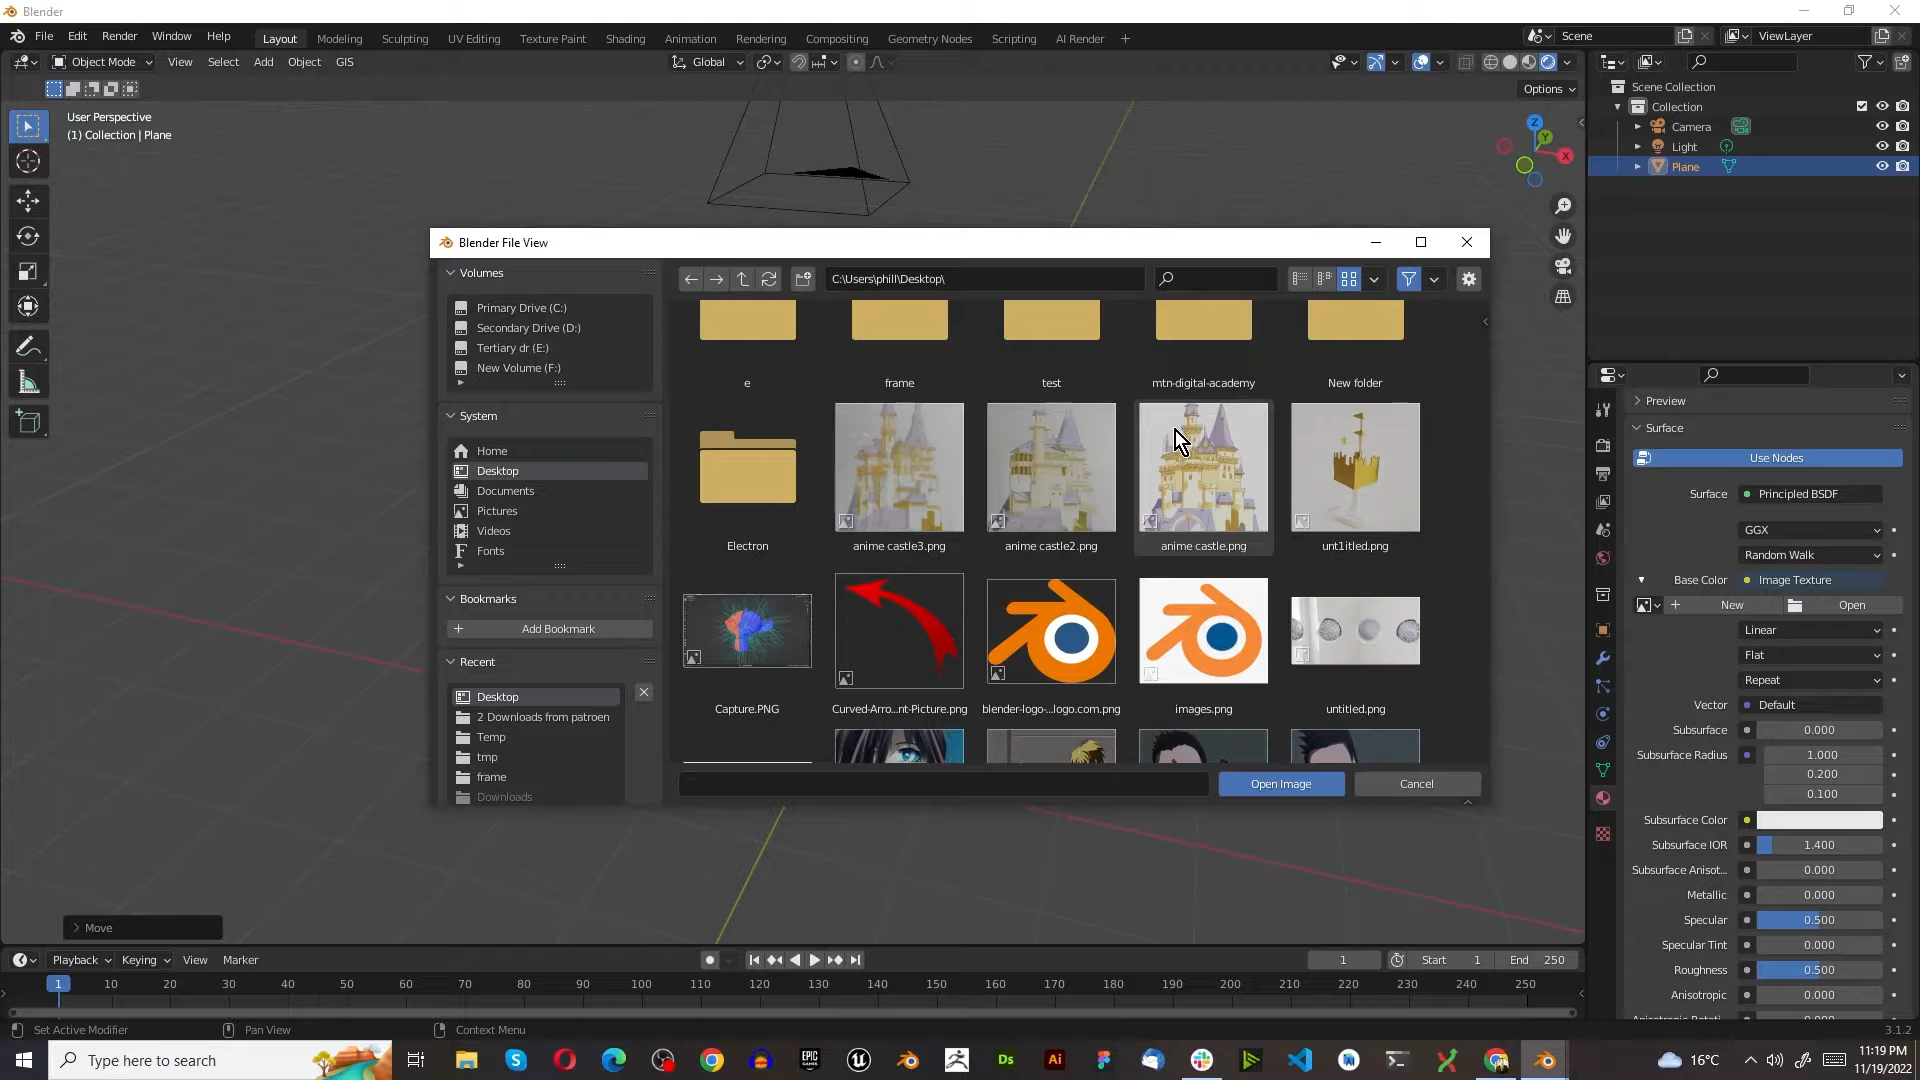 Blender
File Edit Render Window Help Layout Modeling Sculpting UV Editing Texture Paint Shading Animation Rendering Compositing Geometry Nodes Scripting AI Render Scene ViewLayer
Object Mode View Select Add Object GIS Global
Options
User Perspective
(1) Collection | Plane
Z
Y
X
Scene Collection
Collection
Camera
Light
Plane
Blender File View
Volumes
Primary Drive (C:)
Secondary Drive (D:)
Tertiary dr (E:)
New Volume (F:)
System
Home
Desktop
Documents
Pictures
Videos
Fonts
Bookmarks
Add Bookmark
Recent
Desktop
2 Downloads from patroen
Temp
tmp
frame
Downloads
C:\Users\phill\Desktop\
e frame test mtn-digital-academy New folder
Electron anime castle3.png anime castle2.png anime castle.png unt1itled.png
Capture.PNG Curved-Arro...nt-Picture.png blender-logo-...logo.com.png images.png untitled.png
Open Image Cancel
Preview
Surface
Use Nodes
Surface Principled BSDF
GGX
Random Walk
Base Color Image Texture
New Open
Linear
Flat
Repeat
Vector Default
Subsurface 0.000
Subsurface Radius 1.000
0.200
0.100
Subsurface Color
Subsurface IOR 1.400
Subsurface Anisot... 0.000
Metallic 0.000
Specular 0.500
Specular Tint 0.000
Roughness 0.500
Anisotropic 0.000
Move
Playback Keying View Marker 1 Start 1 End 250
1 10 20 30 40 50 60 70 80 90 100 110 120 130 140 150 160 170 180 190 200 210 220 230 240 250
Set Active Modifier Pan View Context Menu 3.1.2
Type here to search
EPIC GAMES
Ds
Ai
16°C
11:19 PM
11/19/2022